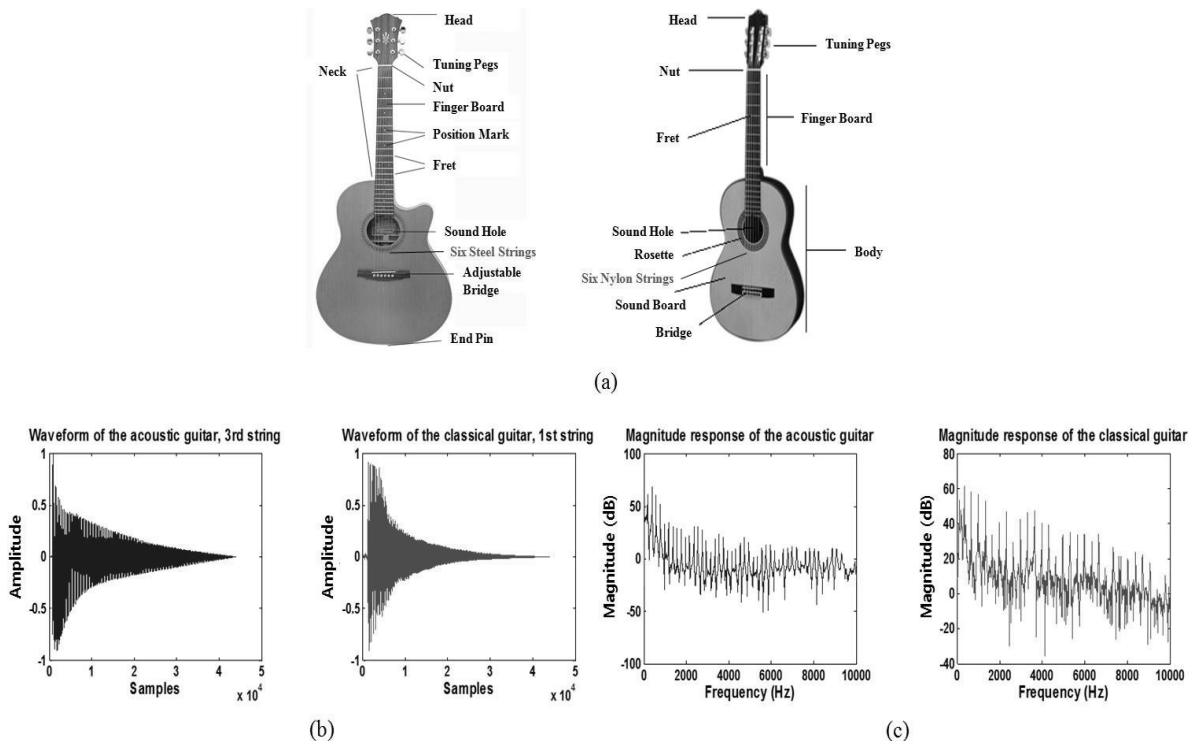 Head
Tuning Pegs
Neck
Nut
Finger Board
Position Mark
Fret
Sound Hole
Six Steel Strings
Adjustable
Bridge
End Pin
Head
Tuning Pegs
Nut
Finger Board
Fret
Sound Hole
Rosette
Body
Six Nylon Strings
Sound Board
Bridge
(a)
Waveform of the acoustic guitar, 3rd string
1
0.5
0
-0.5
-1
Amplitude
0 1 2 3 4 5
Samples
x 10^4
Waveform of the classical guitar, 1st string
1
0.5
0
-0.5
-1
Amplitude
0 1 2 3 4 5
Samples
x 10^4
(b)
Magnitude response of the acoustic guitar
100
50
0
-50
-100
Magnitude (dB)
0 2000 4000 6000 8000 10000
Frequency (Hz)
Magnitude response of the classical guitar
80
60
40
20
0
-20
-40
Magnitude (dB)
0 2000 4000 6000 8000 10000
Frequency (Hz)
(c)